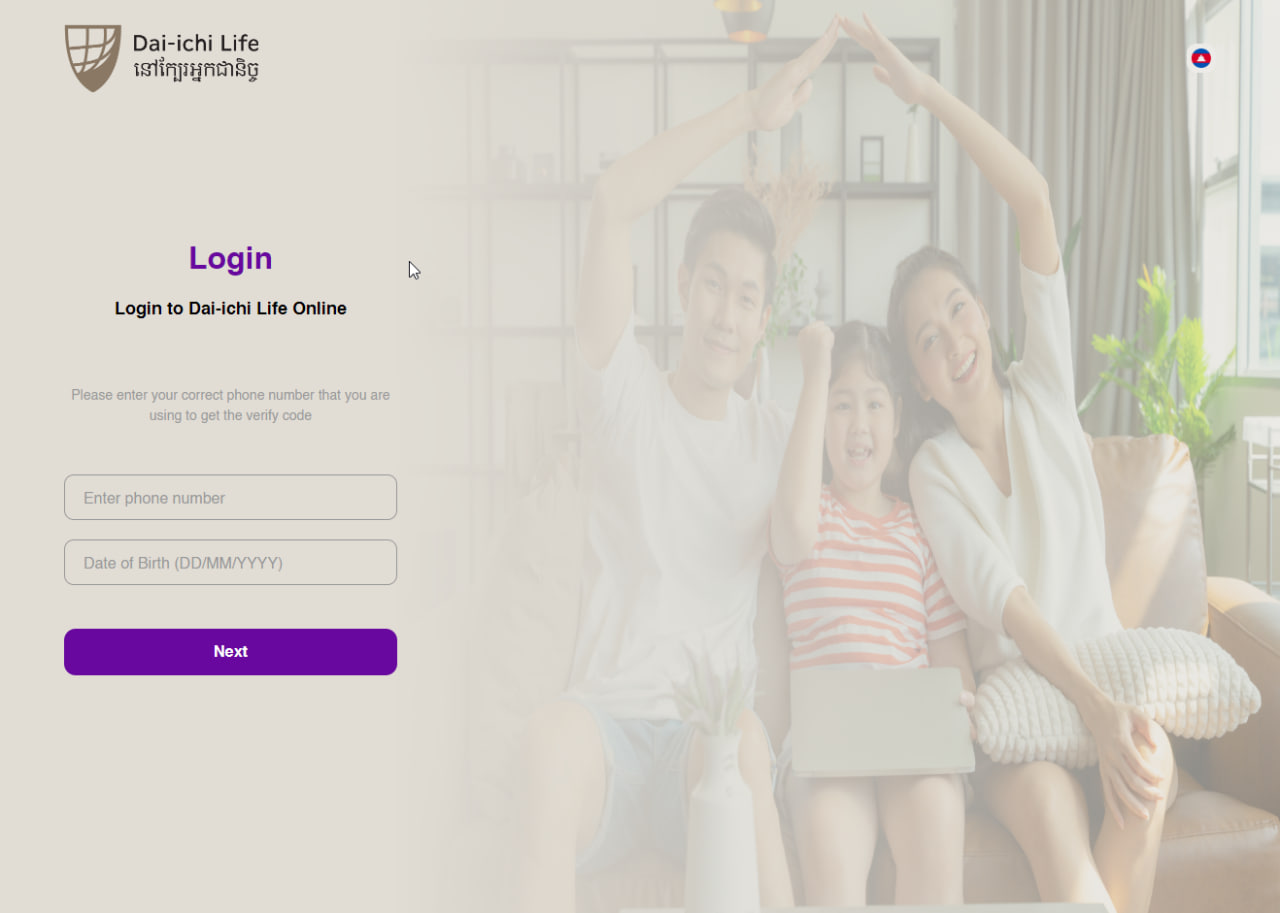 Dai-ichi Life
នៅក្បែរអ្នកជានិច្ច
Login
Login to Dai-ichi Life Online
Please enter your correct phone number that you are
using to get the verify code
Enter phone number
Date of Birth (DD/MM/YYYY)
Next